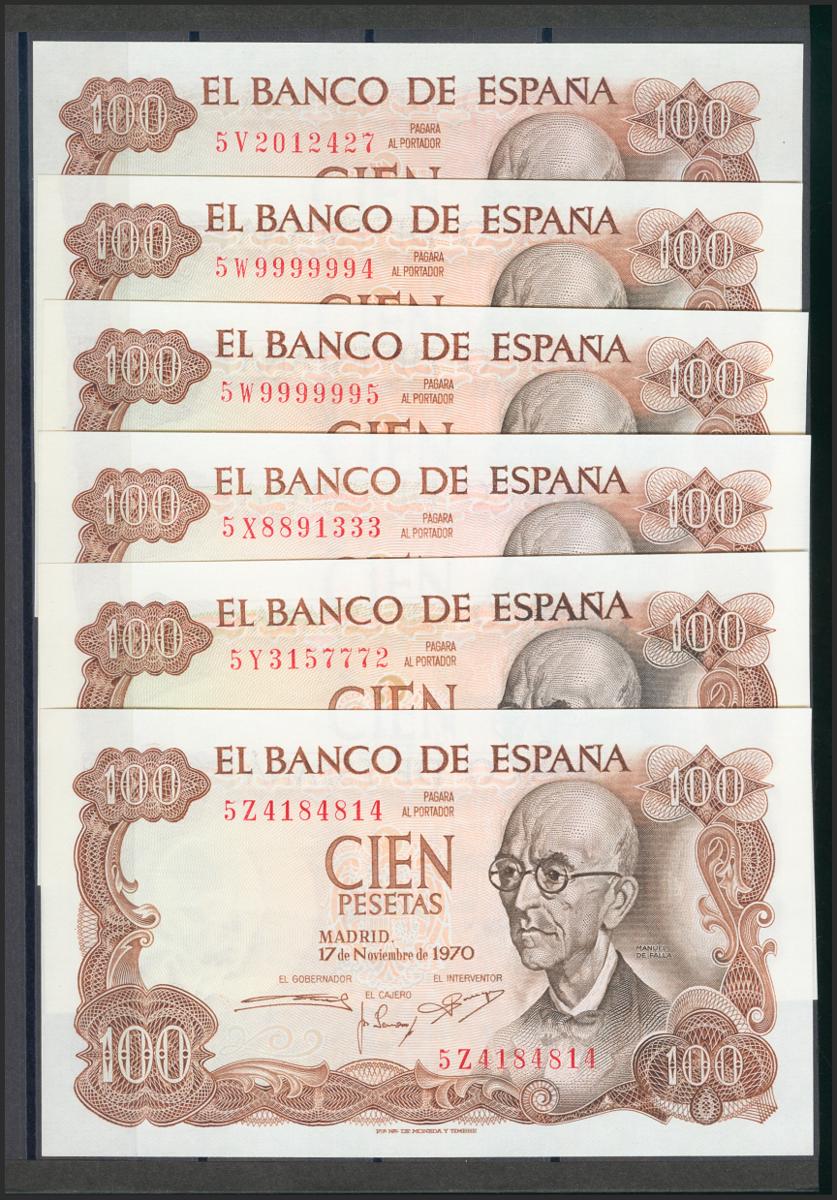 100 EL BANCO DE ESPAÑA 100
5V2012427 PAGARA
AL PORTADOR
CIEN
100 EL BANCO DE ESPAÑA 100
5W9999994 PAGARA
AL PORTADOR
CIEN
100 EL BANCO DE ESPAÑA 100
5W9999995 PAGARA
AL PORTADOR
CIEN
100 EL BANCO DE ESPAÑA 100
5X8891333 PAGARA
AL PORTADOR
100 EL BANCO DE ESPAÑA 100
5Y3157772 PAGARA
AL PORTADOR
CIEN
100 EL BANCO DE ESPAÑA 100
5Z4184814 PAGARA
AL PORTADOR
CIEN
PESETAS
MADRID.
17 de Noviembre de 1970
MANUEL
DE FALLA
EL GOBERNADOR EL INTERVENTOR
EL CAJERO
100 5Z4184814 100